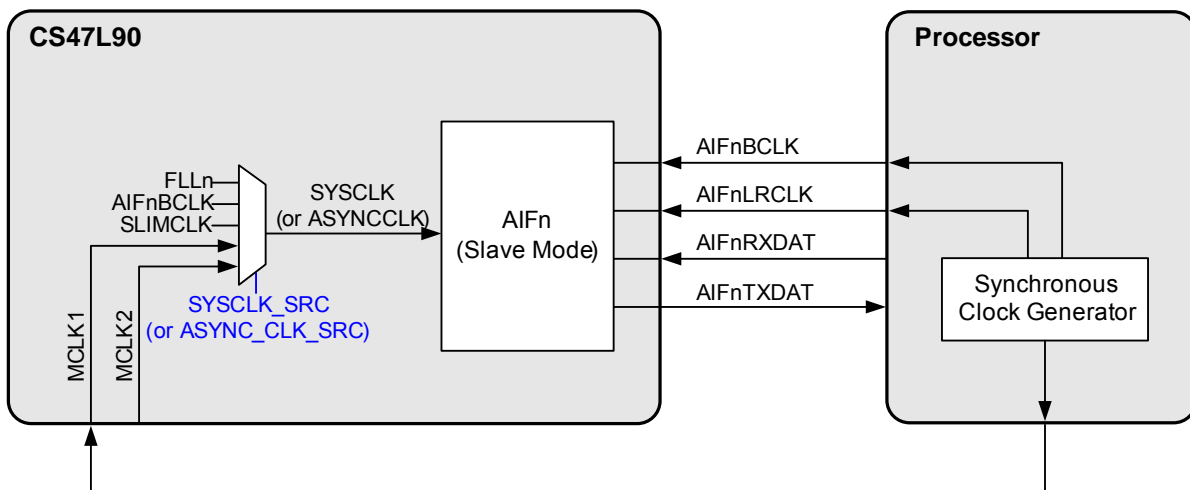 CS47L90
Processor
AIFnBCLK
AIFnLRCLK
AIFnRXDAT
AIFnTXDAT
FLLn
AIFnBCLK
SLIMCLK
SYSCLK
(or ASYNCCLK)
AIFn
(Slave Mode)
SYSCLK_SRC
(or ASYNC_CLK_SRC)
MCLK1
MCLK2
Synchronous
Clock Generator